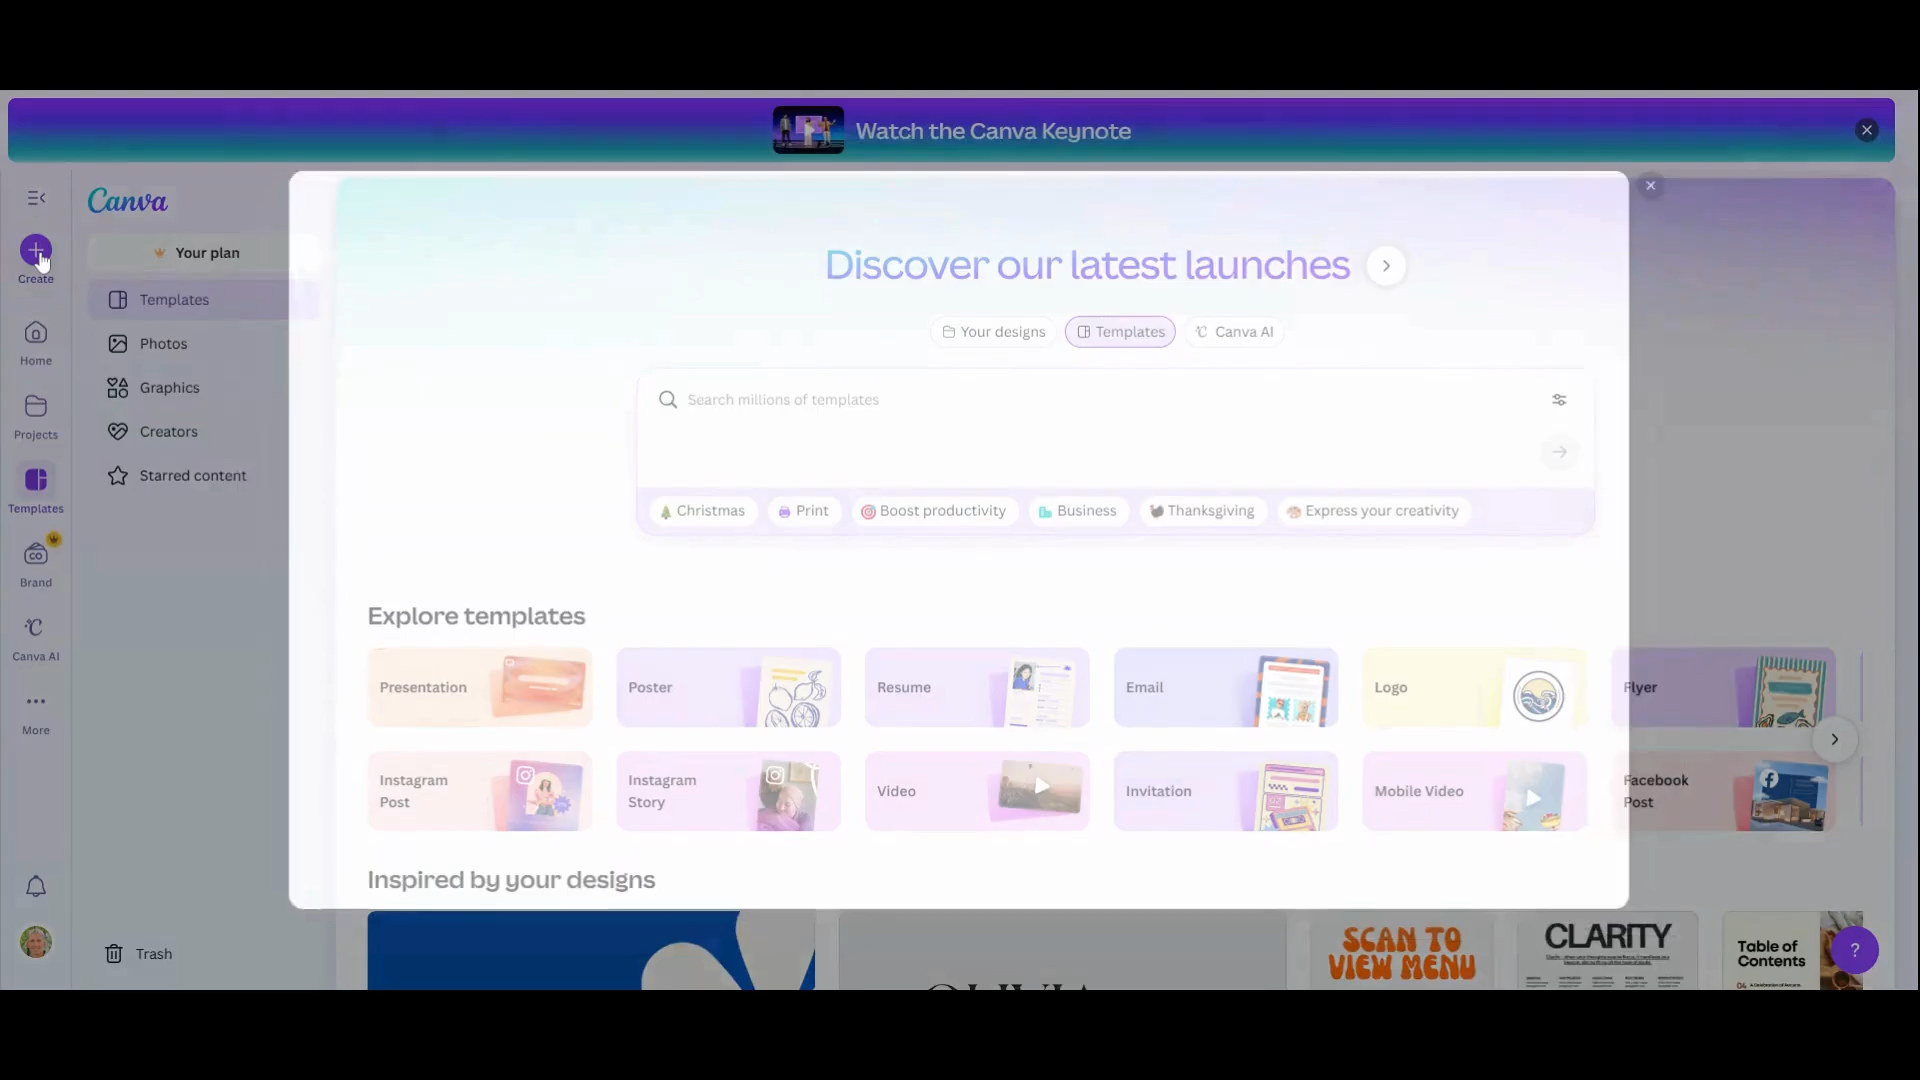 Watch the Canva Keynote
Canva
Create
Your plan
Templates
Photos
Graphics
Creators
Starred content
Home
Projects
Templates
Brand
CO
Canva AI
More
Trash
Discover our latest launches
Your designs
Templates
Canva AI
Search millions of templates
Christmas
Print
Boost productivity
Business
Thanksgiving
Express your creativity
Explore templates
Presentation
Poster
Resume
Email
Logo
Flyer
Instagram
Post
Instagram
Story
Video
Invitation
Mobile Video
Facebook
Post
Inspired by your designs
SCAN TO
VIEW MENU
CLARITY
Table of
Contents
?